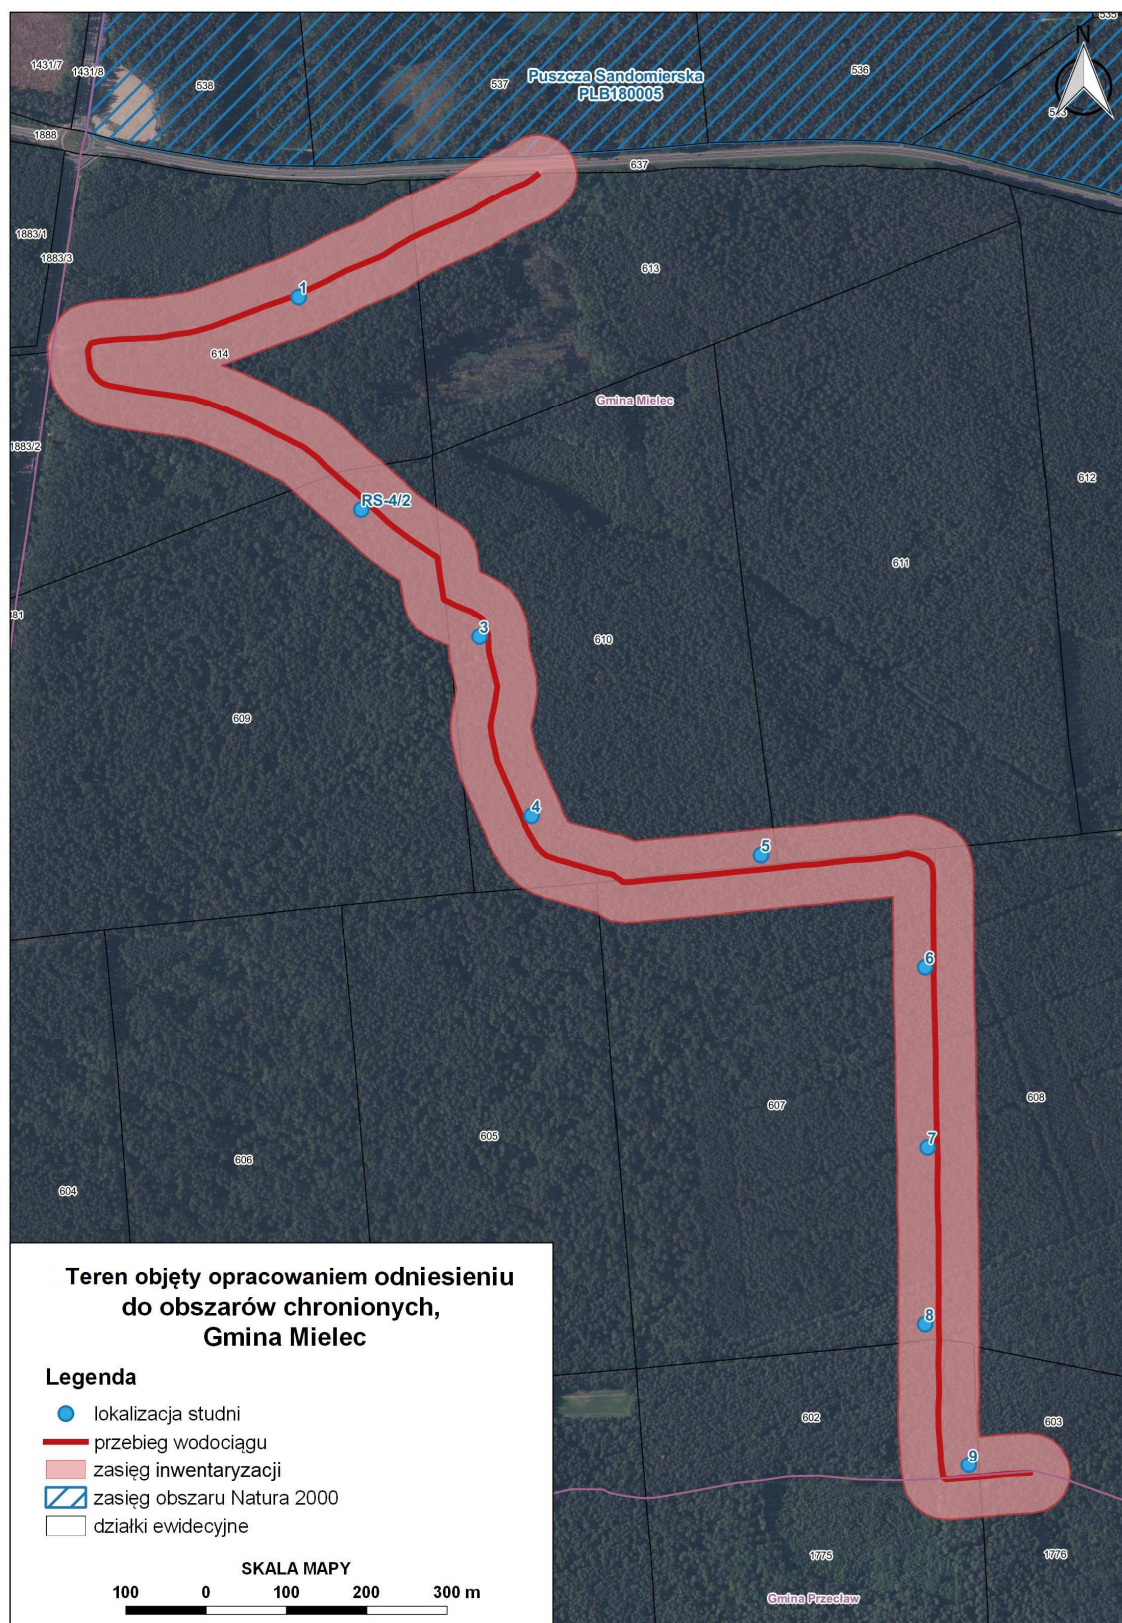 535
N
1431/7
1431/8
538
537
Puszcza Sandomierska
PLB180005
536
1888
637
1883/1
1883/3
613
1
614
Gmina Mielec
1883/2
612
RS-4/2
611
3
610
609
4
5
6
607
608
605
7
606
604
8
Teren objęty opracowaniem odniesieniu
do obszarów chronionych,
Gmina Mielec
Legenda
lokalizacja studni
przebieg wodociągu
zasięg inwentaryzacji
zasięg obszaru Natura 2000
działki ewidecyjne
SKALA MAPY
100 0 100 200 300 m
602
603
9
1775
1776
Gmina Przecław